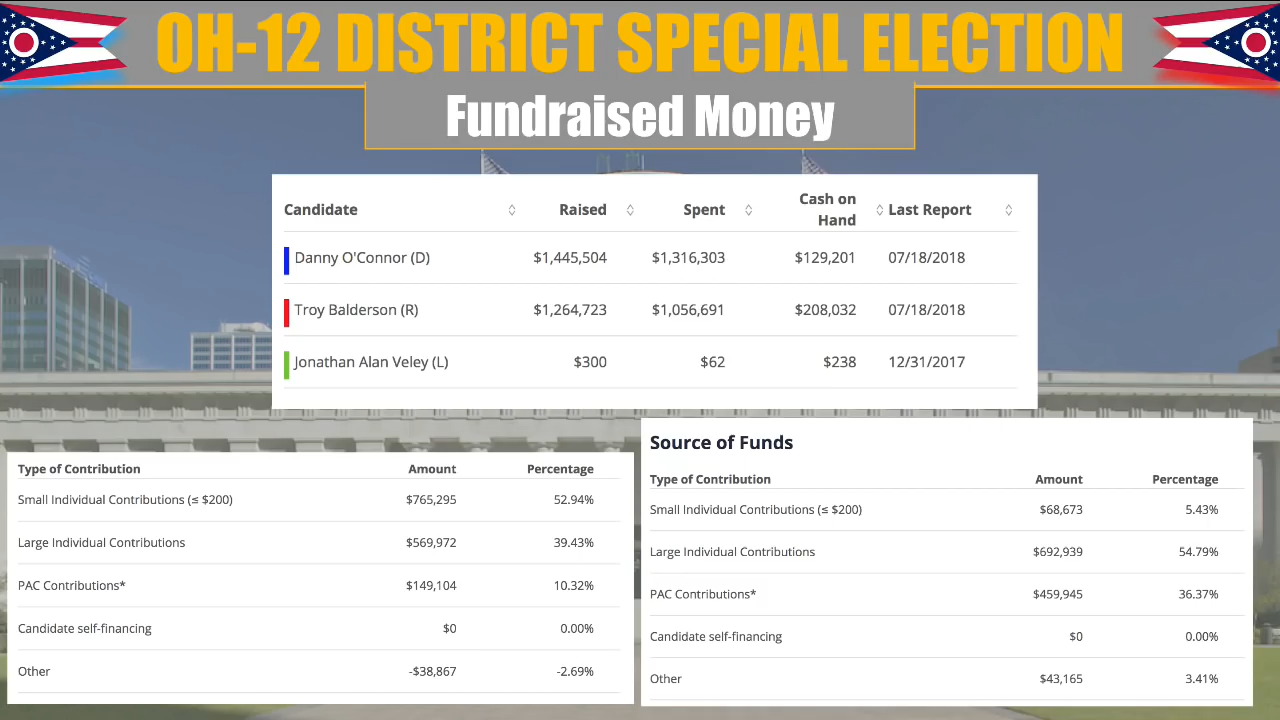 OH-12 DISTRICT SPECIAL ELECTION
Fundraised Money
Candidate Raised Spent Cash on Hand Last Report
Danny O'Connor (D) $1,445,504 $1,316,303 $129,201 07/18/2018
Troy Balderson (R) $1,264,723 $1,056,691 $208,032 07/18/2018
Jonathan Alan Veley (L) $300 $62 $238 12/31/2017
Type of Contribution Amount Percentage
Small Individual Contributions (≤ $200) $765,295 52.94%
Large Individual Contributions $569,972 39.43%
PAC Contributions* $149,104 10.32%
Candidate self-financing $0 0.00%
Other -$38,867 -2.69%
Source of Funds
Type of Contribution Amount Percentage
Small Individual Contributions (≤ $200) $68,673 5.43%
Large Individual Contributions $692,939 54.79%
PAC Contributions* $459,945 36.37%
Candidate self-financing $0 0.00%
Other $43,165 3.41%